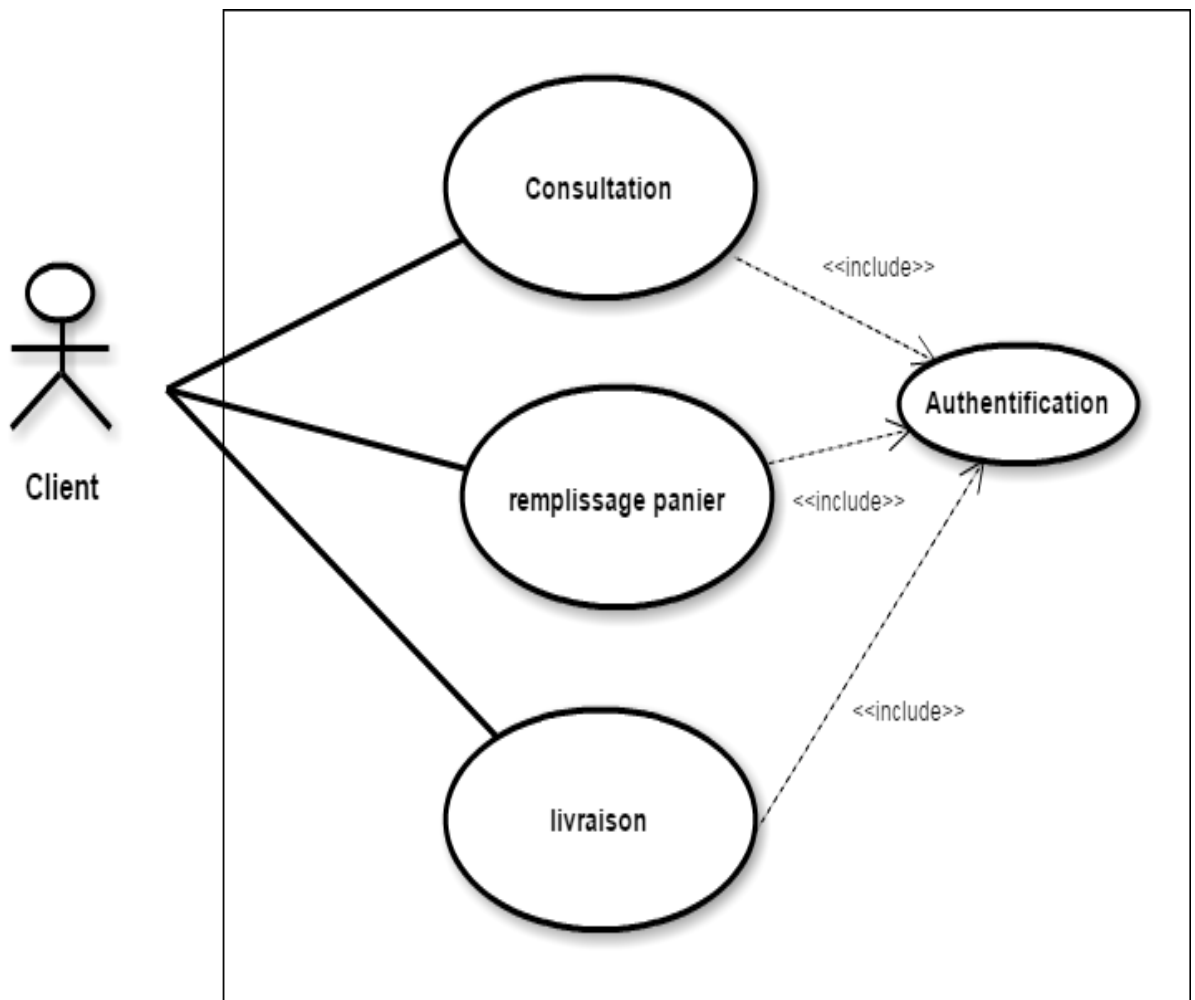 Consultation
<<include>>
Authentification
Client
remplissage panier
<<include>>
<<include>>
livraison